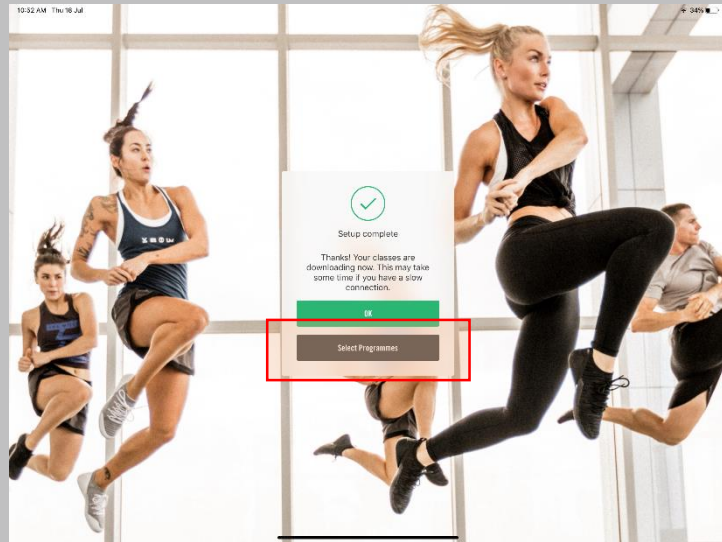 10:52 AM Thu 18 Jul
34%
Setup complete
Thanks! Your classes are
downloading now. This may take
some time if you have a slow
connection.
OK
Select Programmes